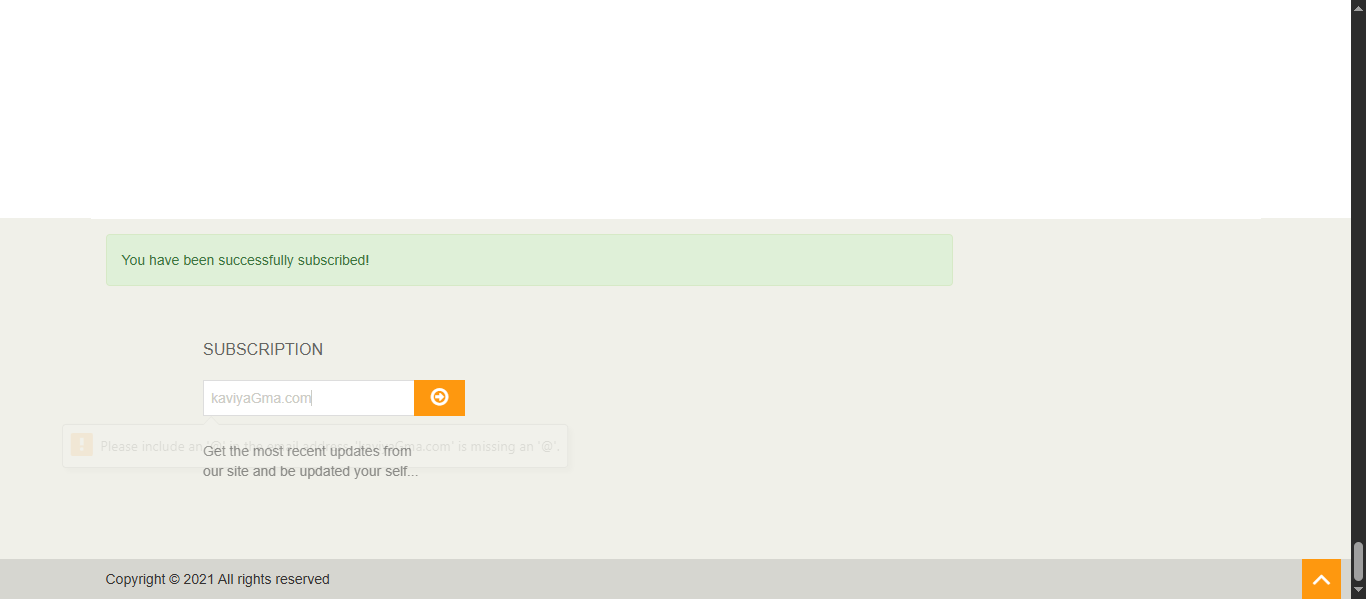 You have been successfully subscribed!
SUBSCRIPTION
kaviyaGma.com
Please include an '@' in the email address. 'kaviyaGma.com' is missing an '@'.
Get the most recent updates from
our site and be updated your self...
Copyright © 2021 All rights reserved